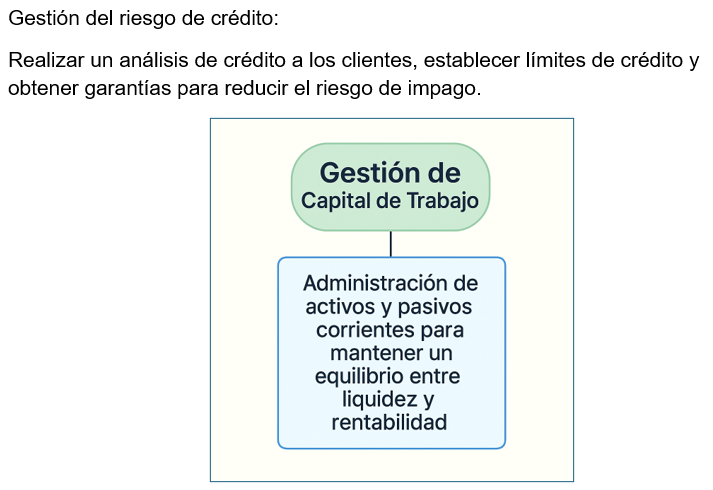 Gestión del riesgo de crédito:
Realizar un análisis de crédito a los clientes, establecer límites de crédito y
obtener garantías para reducir el riesgo de impago.
Gestión de
Capital de Trabajo
Administración de
activos y pasivos
corrientes para
mantener un
equilibrio entre
liquidez y
rentabilidad